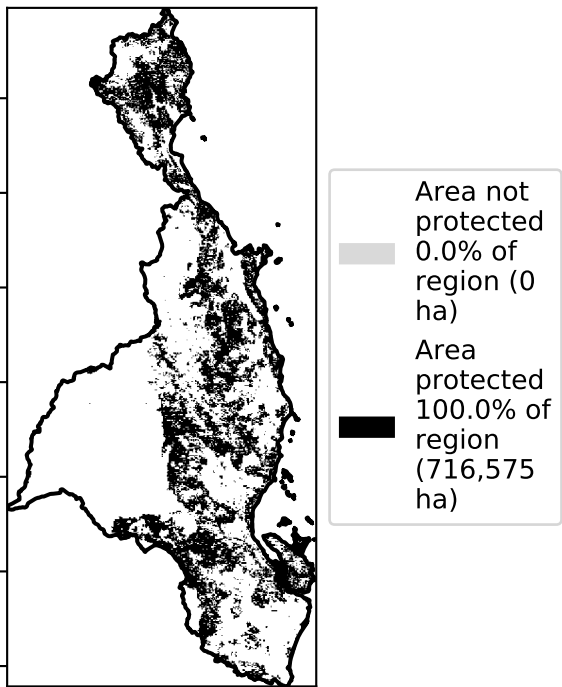 Area not
protected
0.0% of
region (0
ha)
Area
protected
100.0% of
region
(716,575
ha)